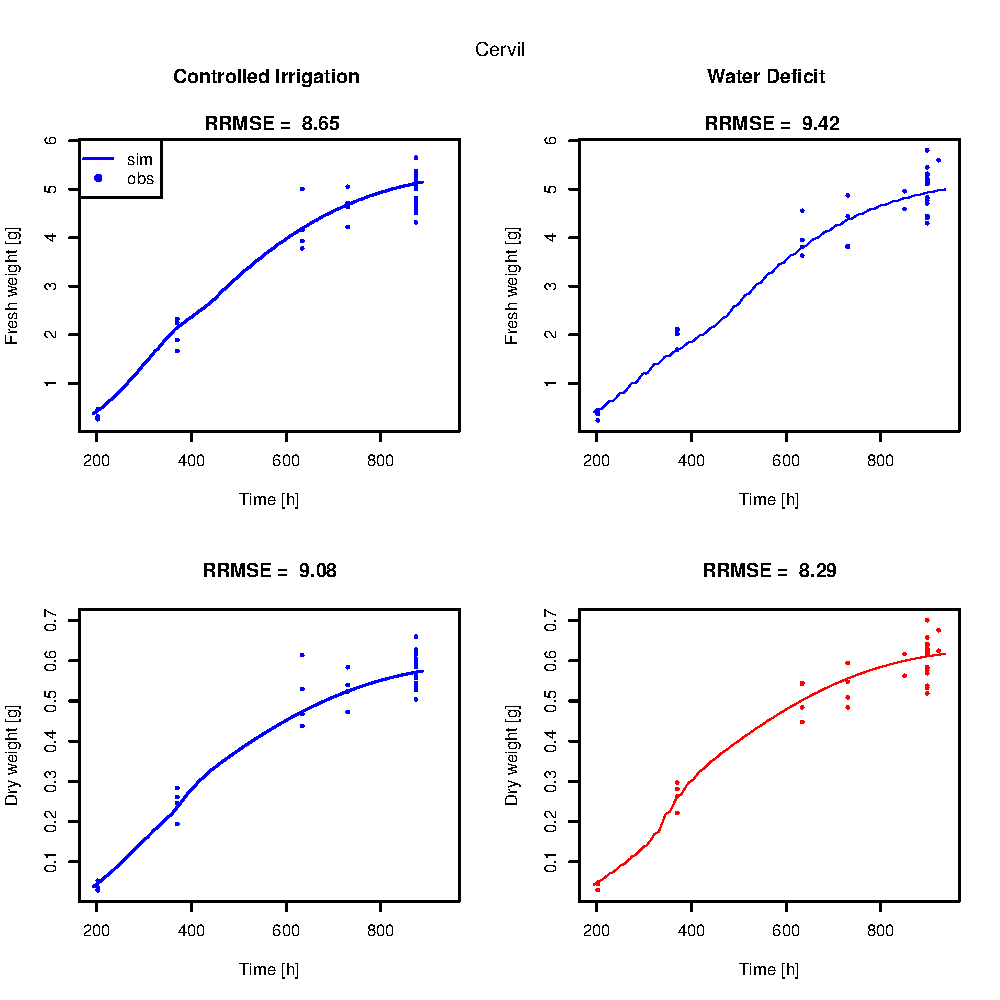 Cervil
Controlled Irrigation
Water Deficit
RRMSE = 8.65
RRMSE = 9.42
sim
obs
Fresh weight [g]
1 2 3 4 5 6
200 400 600 800
Time [h]
Fresh weight [g]
1 2 3 4 5 6
200 400 600 800
Time [h]
RRMSE = 9.08
RRMSE = 8.29
Dry weight [g]
0.1 0.2 0.3 0.4 0.5 0.6 0.7
200 400 600 800
Time [h]
Dry weight [g]
0.1 0.2 0.3 0.4 0.5 0.6 0.7
200 400 600 800
Time [h]